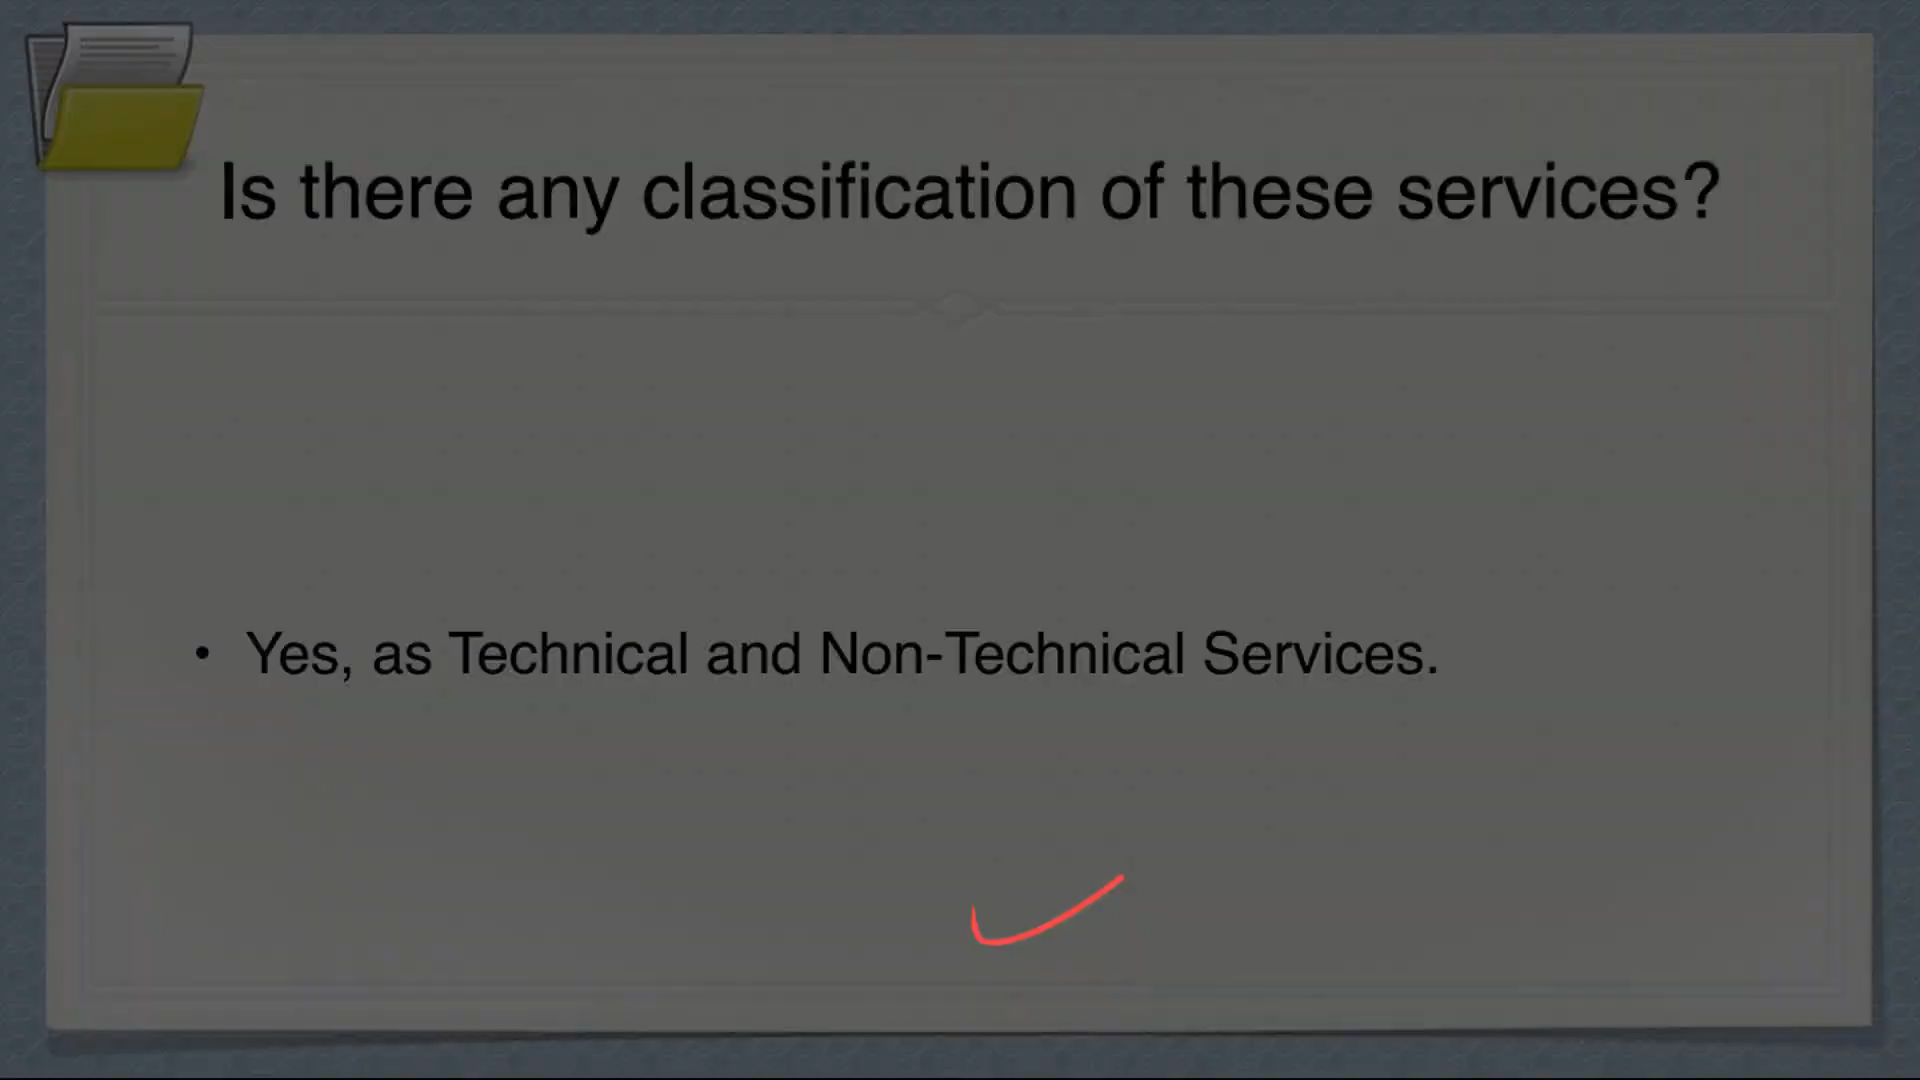 Is there any classification of these services?
• Yes, as Technical and Non-Technical Services.